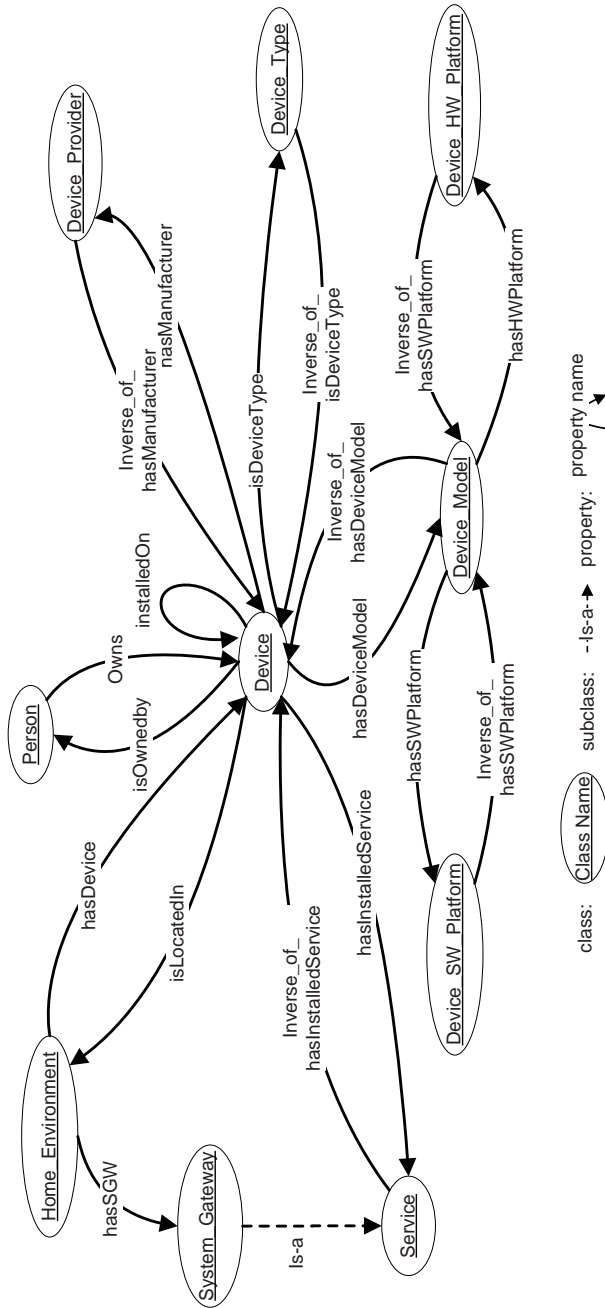 Person
Device_Provider
Owns
isOwnedby
installedOn
Inverse_of_
hasManufacturer
nasManufacturer
Home_Environment
hasDevice
isLocatedIn
Device
isDeviceType
Inverse_of_
isDeviceType
Device_Type
hasSGW
System_Gateway
Is-a
Service
Inverse_of_
hasInstalledService
hasInstalledService
hasDeviceModel
Inverse_of_
hasDeviceModel
Device_SW_Platform
hasSWPlatform
Inverse_of_
hasSWPlatform
Device_Model
Inverse_of_
hasSWPlatform
hasHWPlatform
Device_HW_Platform
class: Class Name subclass: -Is-a- property: property name